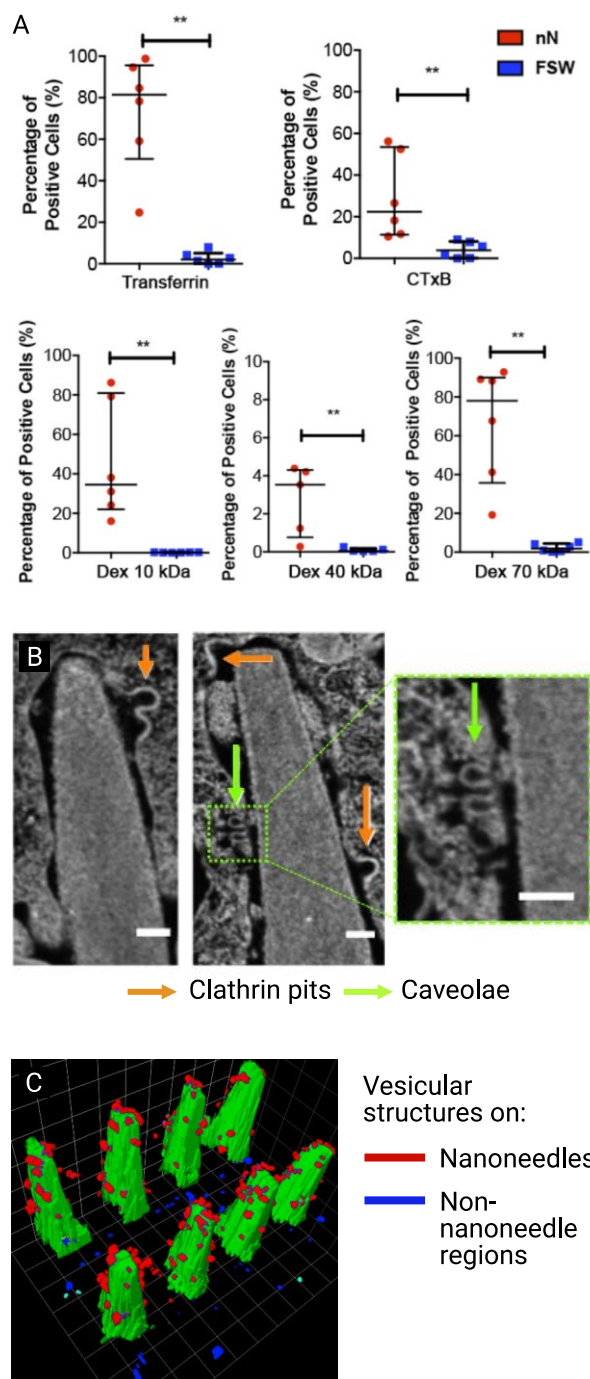 A
nN
FSW
Percentage of
Positive Cells (%)
100
80
60
40
20
0
**
Transferrin
Percentage of
Positive Cells (%)
100
80
60
40
20
0
**
CTxB
Percentage of Positive Cells (%)
100
80
60
40
20
0
**
Dex 10 kDa
Percentage of Positive Cells (%)
10
8
6
4
2
0
**
Dex 40 kDa
Percentage of Positive Cells (%)
100
80
60
40
20
0
**
Dex 70 kDa
B
Clathrin pits
Caveolae
C
Vesicular
structures on:
Nanoneedles
Non-
nanoneedle
regions